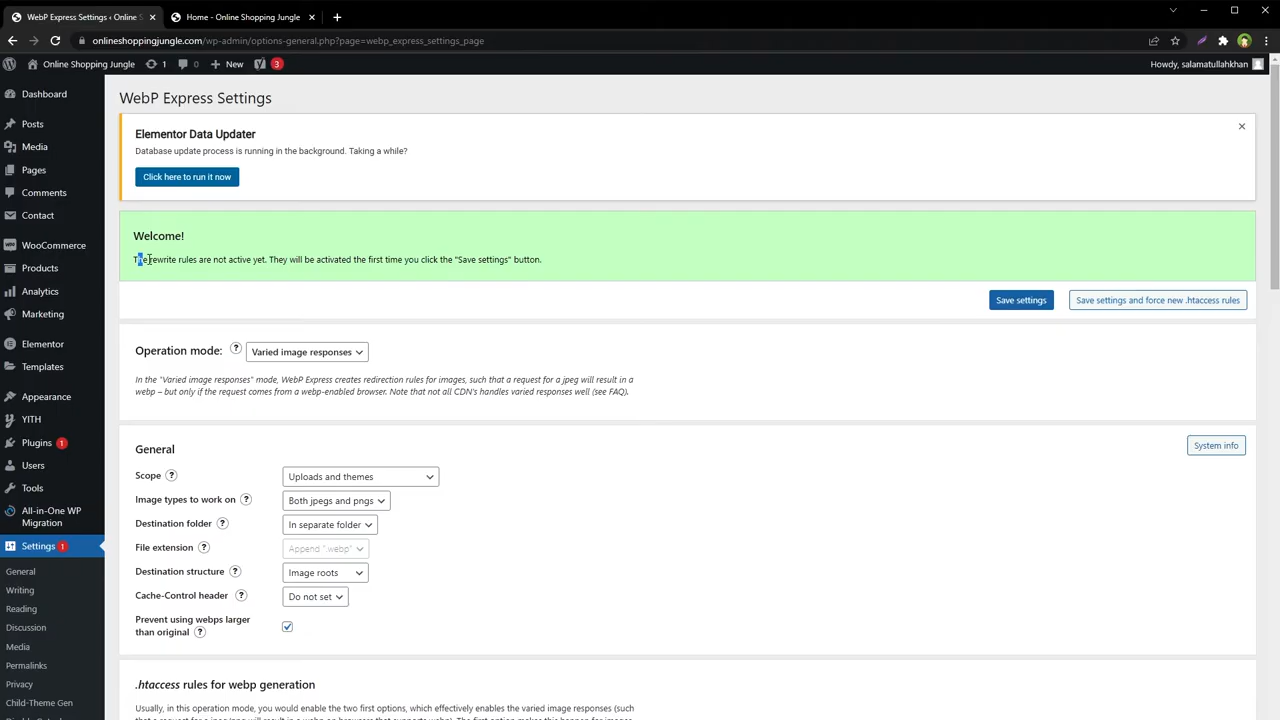 WebP Express Settings ‹ Online S
Home - Online Shopping Jungle
onlineshoppingjungle.com/wp-admin/options-general.php?page=webp_express_settings_page
Online Shopping Jungle
1
0
New
3
Howdy, salamatullahkhan
Dashboard
Posts
Media
Pages
Comments
Contact
WooCommerce
Products
Analytics
Marketing
Elementor
Templates
Appearance
YITH
Plugins 1
Users
Tools
All-in-One WP
Migration
Settings 1
General
Writing
Reading
Discussion
Media
Permalinks
Privacy
Child-Theme Gen
WebP Express Settings
Elementor Data Updater
Database update process is running in the background. Taking a while?
Click here to run it now
Welcome!
The rewrite rules are not active yet. They will be activated the first time you click the "Save settings" button.
Save settings
Save settings and force new .htaccess rules
Operation mode: ? Varied image responses
In the "Varied image responses" mode, WebP Express creates redirection rules for images, such that a request for a jpeg will result in a
webp – but only if the request comes from a webp-enabled browser. Note that not all CDN's handles varied responses well (see FAQ).
General
System info
Scope ? Uploads and themes
Image types to work on ? Both jpegs and pngs
Destination folder ? In separate folder
File extension ? Append ".webp"
Destination structure ? Image roots
Cache-Control header ? Do not set
Prevent using webps larger
than original ?
.htaccess rules for webp generation
Usually, in this operation mode, you would enable the two first options, which effectively enables the varied image responses (such